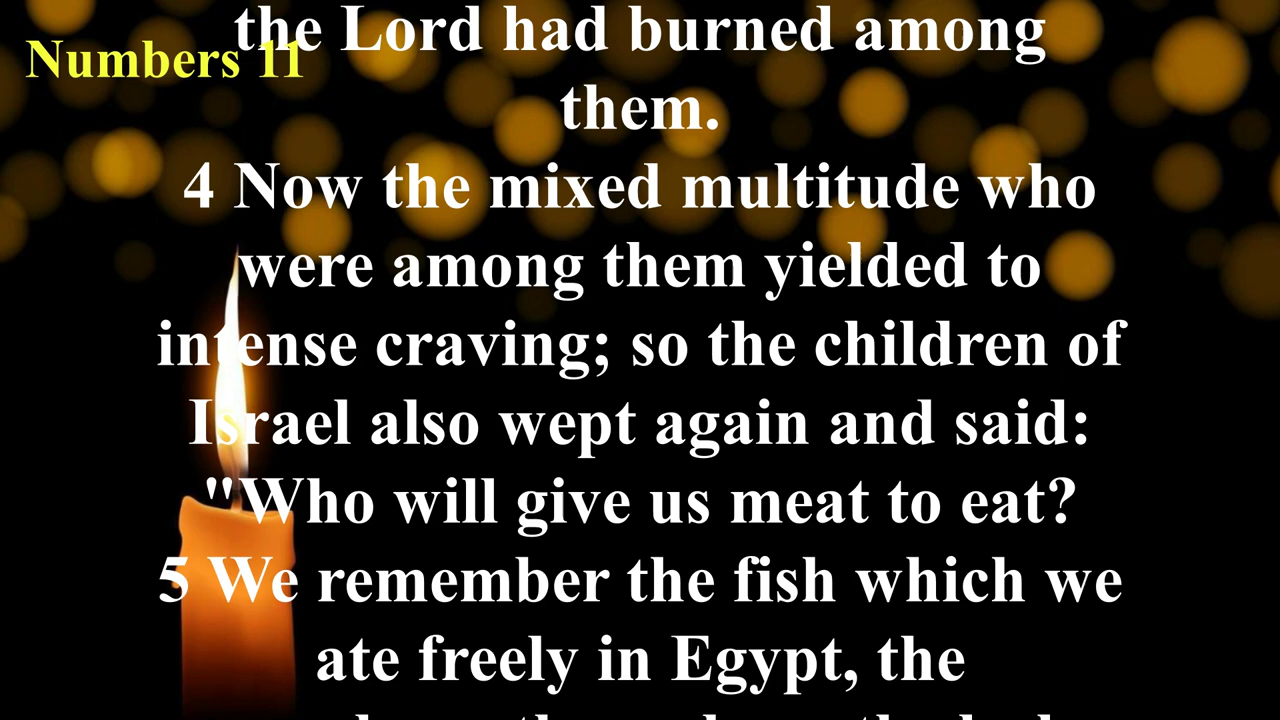 Numbers 11
the Lord had burned among
them.
4 Now the mixed multitude who
were among them yielded to
intense craving; so the children of
Israel also wept again and said:
"Who will give us meat to eat?
5 We remember the fish which we
ate freely in Egypt, the